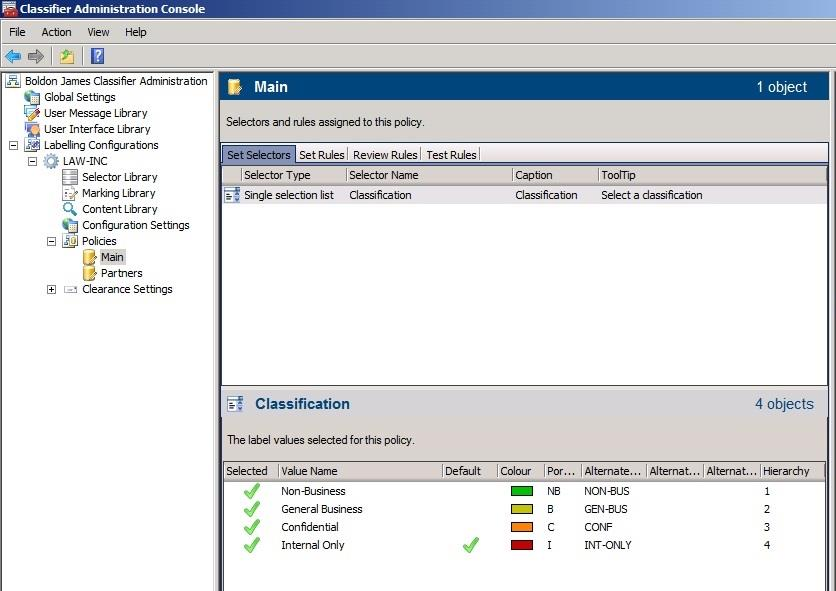 Classifier Administration Console
File Action View Help
Boldon James Classifier Administration
Global Settings
User Message Library
User Interface Library
Labelling Configurations
LAW-INC
Selector Library
Marking Library
Content Library
Configuration Settings
Policies
Main
Partners
Clearance Settings
Main 1 object
Selectors and rules assigned to this policy.
Set Selectors Set Rules Review Rules Test Rules
Selector Type Selector Name Caption ToolTip
Single selection list Classification Classification Select a classification
Classification 4 objects
The label values selected for this policy.
Selected Value Name Default Colour Por... Alternate... Alternat... Alternat... Hierarchy
Non-Business NB NON-BUS 1
General Business B GEN-BUS 2
Confidential C CONF 3
Internal Only I INT-ONLY 4